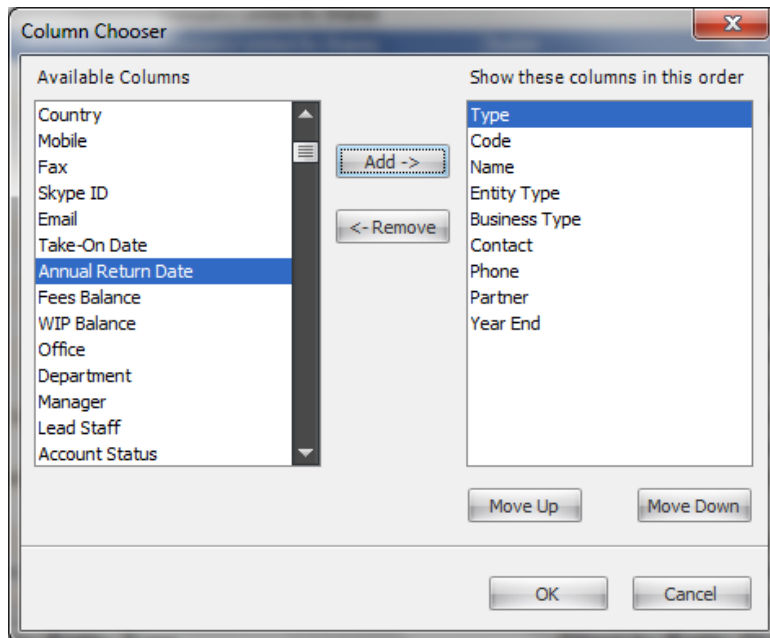 Column Chooser
Available Columns
Country
Mobile
Fax
Skype ID
Email
Take-On Date
Annual Return Date
Fees Balance
WIP Balance
Office
Department
Manager
Lead Staff
Account Status
Add ->
<- Remove
Show these columns in this order
Type
Code
Name
Entity Type
Business Type
Contact
Phone
Partner
Year End
Move Up
Move Down
OK
Cancel